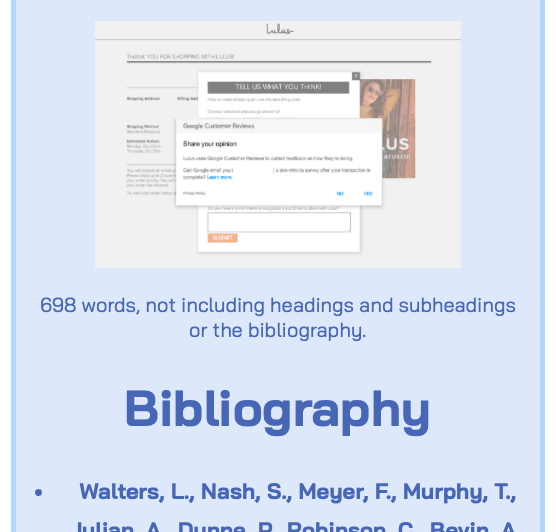 Lulus
THANK YOU FOR SHOPPING WITH LULUS!
TELL US WHAT YOU THINK!
Shipping Address
Billing
Google Customer Reviews
Share your opinion
Shipping Method
Lulus uses Google Customer Reviews to collect feedback on how they're doing.
Can Google email you (
) a one-minute survey after your transaction is
complete? Learn more.
Privacy Policy
NO
YES
SUBMIT
698 words, not including headings and subheadings
or the bibliography.
Bibliography
• Walters, L., Nash, S., Meyer, F., Murphy, T.,
Julian, A., Dunne, P., Robinson, C., Bevin, A.